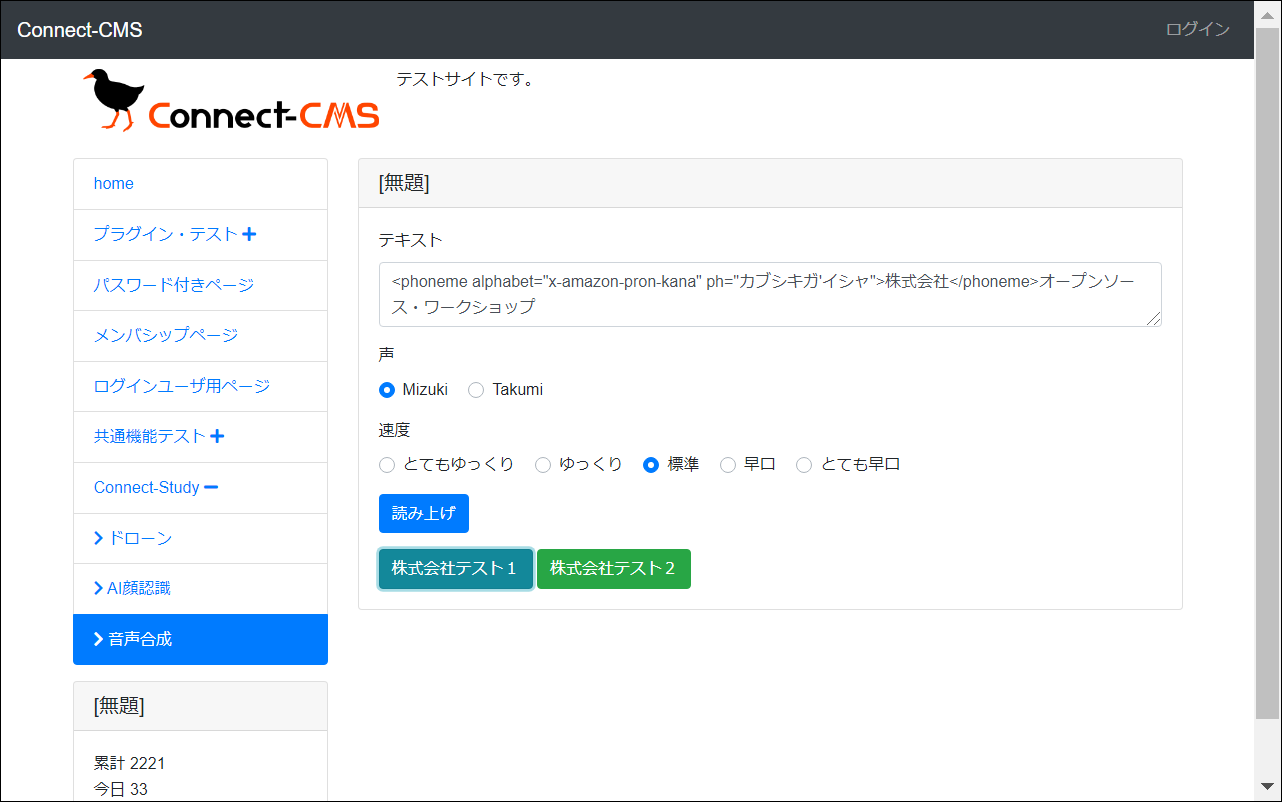 Connect-CMS
ログイン
Connect-CMS
テストサイトです。
home
プラグイン・テスト
パスワード付きページ
メンバシップページ
ログインユーザ用ページ
共通機能テスト
Connect-Study
ドローン
AI顔認識
音声合成
[無題]
累計 2221
今日 33
[無題]
テキスト
<phoneme alphabet="x-amazon-pron-kana" ph="カブシキガ'イシャ">株式会社</phoneme>オープンソー
ス・ワークショップ
声
Mizuki Takumi
速度
とてもゆっくり ゆっくり 標準 早口 とても早口
読み上げ
株式会社テスト１ 株式会社テスト２